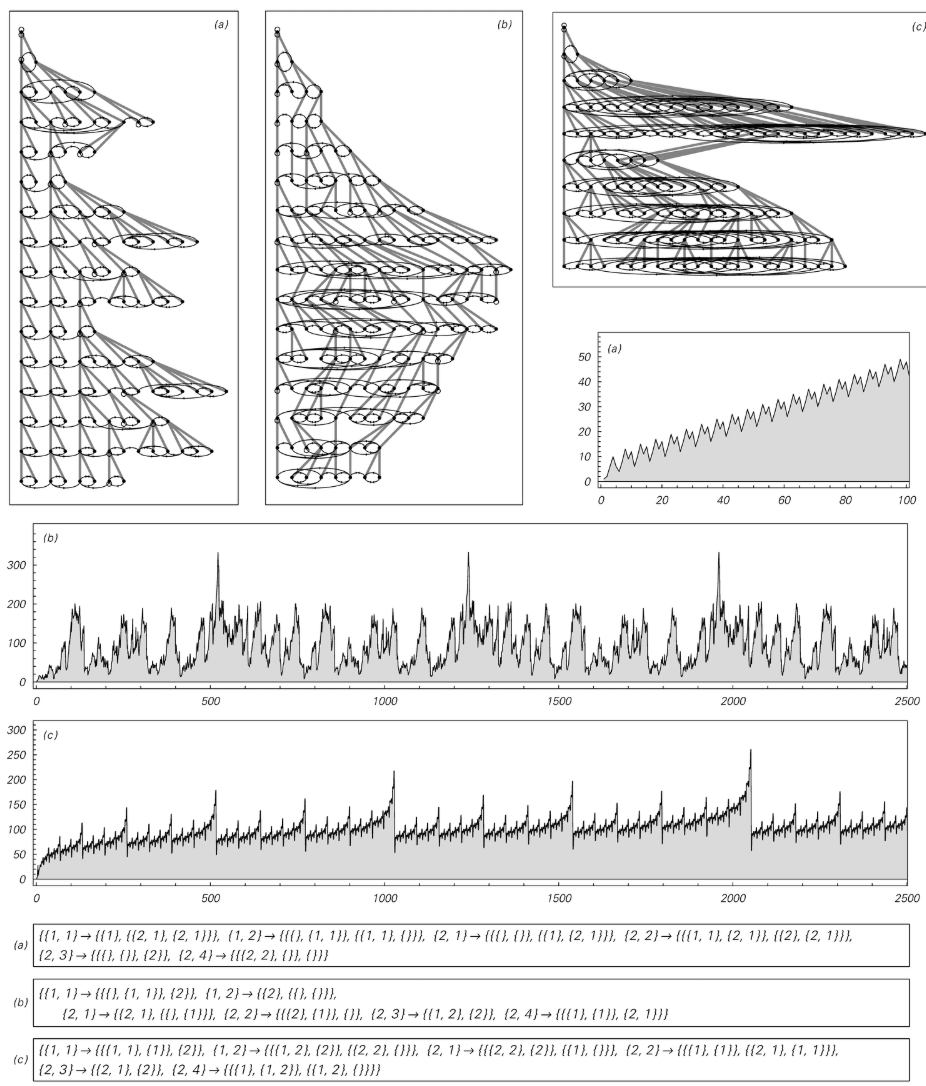 (a)
(b)
(c)
(a)
50
40
30
20
10
0
0 20 40 60 80 100
(b)
300
200
100
0
0 500 1000 1500 2000 2500
(c)
300
250
200
150
100
50
0
0 500 1000 1500 2000 2500
(a) {{1, 1} → {{1}, {{2, 1}, {2, 1}}}, {1, 2} → {{{}, {1, 1}}, {{1, 1}, {}}}, {2, 1} → {{{}, {}}, {{1}, {2, 1}}}, {2, 2} → {{{1, 1}, {2, 1}}, {{2}, {2, 1}}},
{2, 3} → {{{}, {}}, {2}}, {2, 4} → {{{2, 2}, {}}, {}}}
(b) {{1, 1} → {{{}, {1, 1}}, {2}}, {1, 2} → {{2}, {{}, {}}},
{2, 1} → {{2, 1}, {{}, {1}}}, {2, 2} → {{{2}, {1}}, {}}, {2, 3} → {{1, 2}, {2}}, {2, 4} → {{{1}, {1}}, {2, 1}}}
(c) {{1, 1} → {{{1, 1}, {1}}, {2}}, {1, 2} → {{{1, 2}, {2}}, {{2, 2}, {}}}, {2, 1} → {{{2, 2}, {2}}, {{1}, {}}}, {2, 2} → {{{1}, {1}}, {{2, 1}, {1, 1}}},
{2, 3} → {{2, 1}, {2}}, {2, 4} → {{{1}, {1, 2}}, {{1, 2}, {}}}}